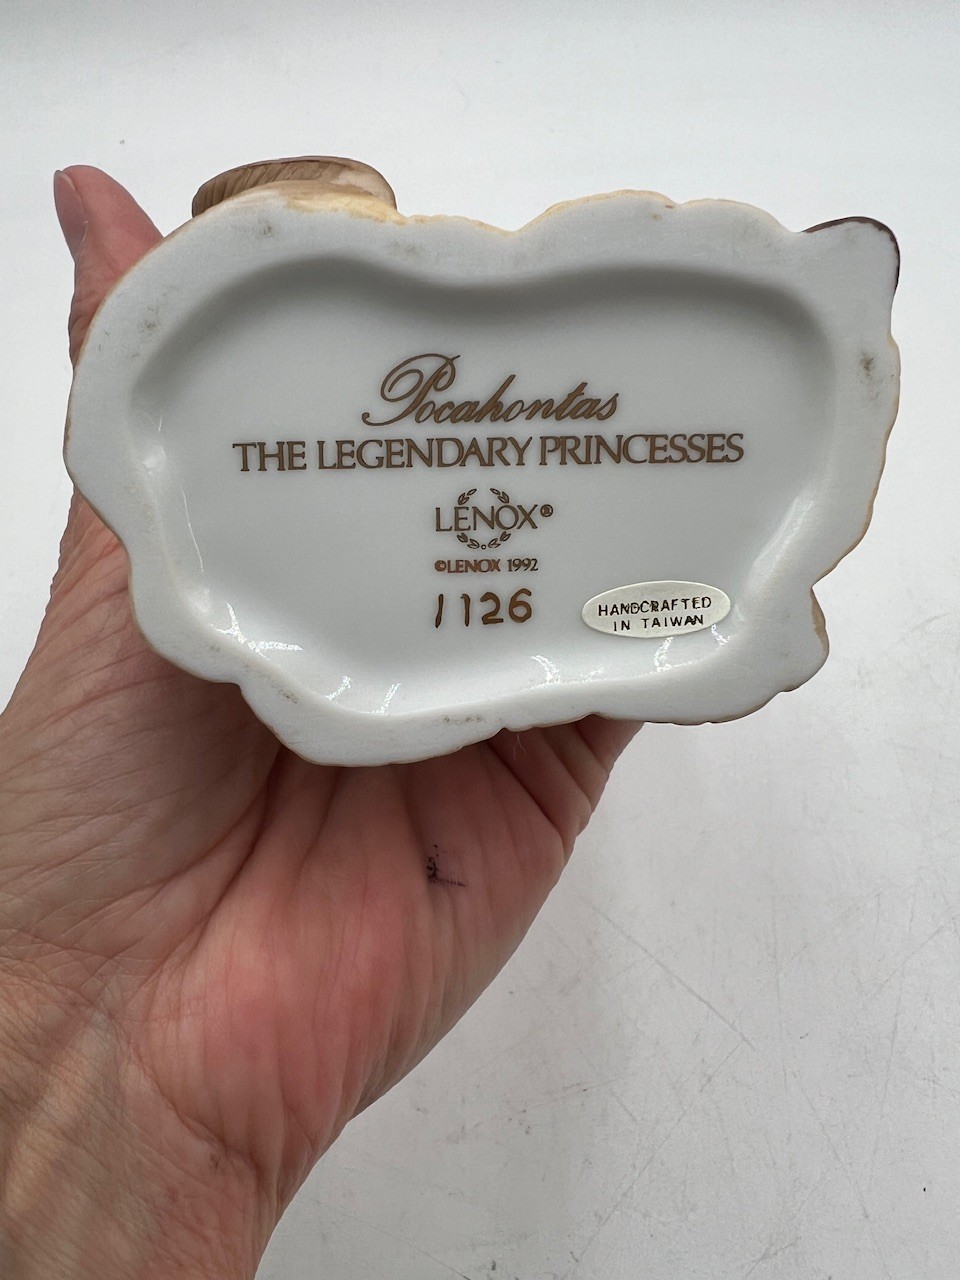 Pocahontas
THE LEGENDARY PRINCESSES
LENOX®
©LENOX 1992
1126
HANDCRAFTED
IN TAIWAN